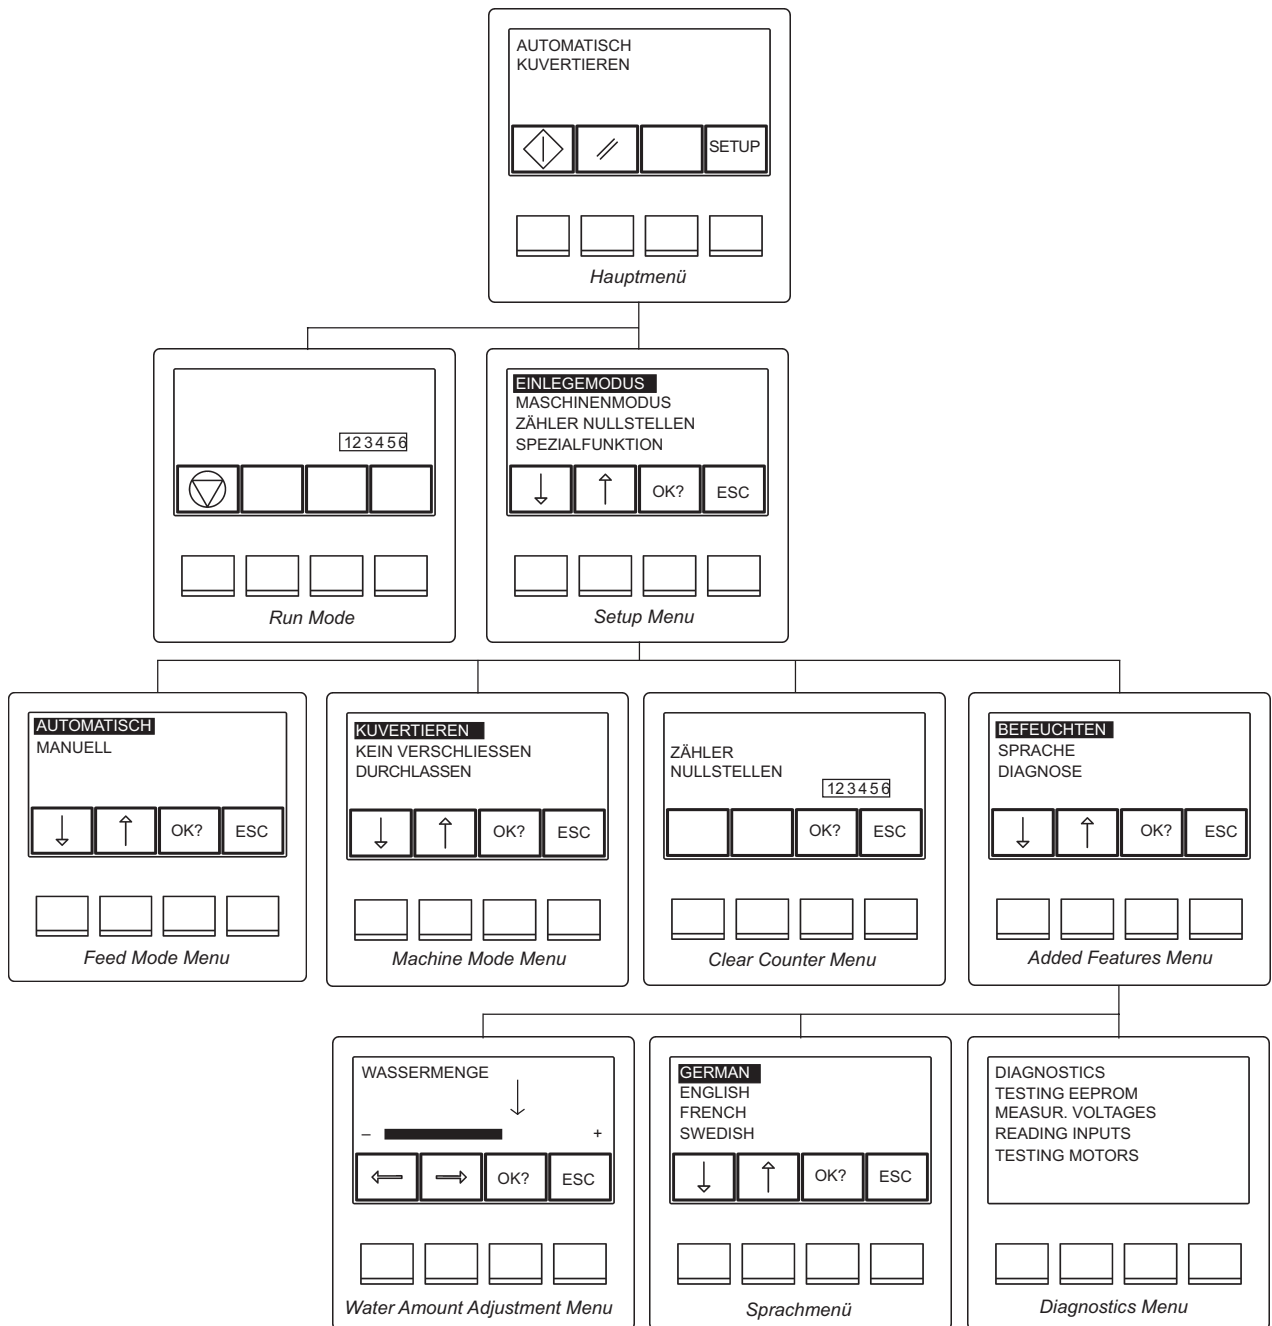 AUTOMATISCH
KUVERTIEREN
SETUP
Hauptmenü
123456
Run Mode
EINLEGEMODUS
MASCHINENMODUS
ZÄHLER NULLSTELLEN
SPEZIALFUNKTION
OK?
ESC
Setup Menu
AUTOMATISCH
MANUELL
OK?
ESC
Feed Mode Menu
KUVERTIEREN
KEIN VERSCHLIESSEN
DURCHLASSEN
OK?
ESC
Machine Mode Menu
ZÄHLER
NULLSTELLEN
123456
OK?
ESC
Clear Counter Menu
BEFEUCHTEN
SPRACHE
DIAGNOSE
OK?
ESC
Added Features Menu
WASSERMENGE
– +
OK?
ESC
Water Amount Adjustment Menu
GERMAN
ENGLISH
FRENCH
SWEDISH
OK?
ESC
Sprachmenü
DIAGNOSTICS
TESTING EEPROM
MEASUR. VOLTAGES
READING INPUTS
TESTING MOTORS
Diagnostics Menu